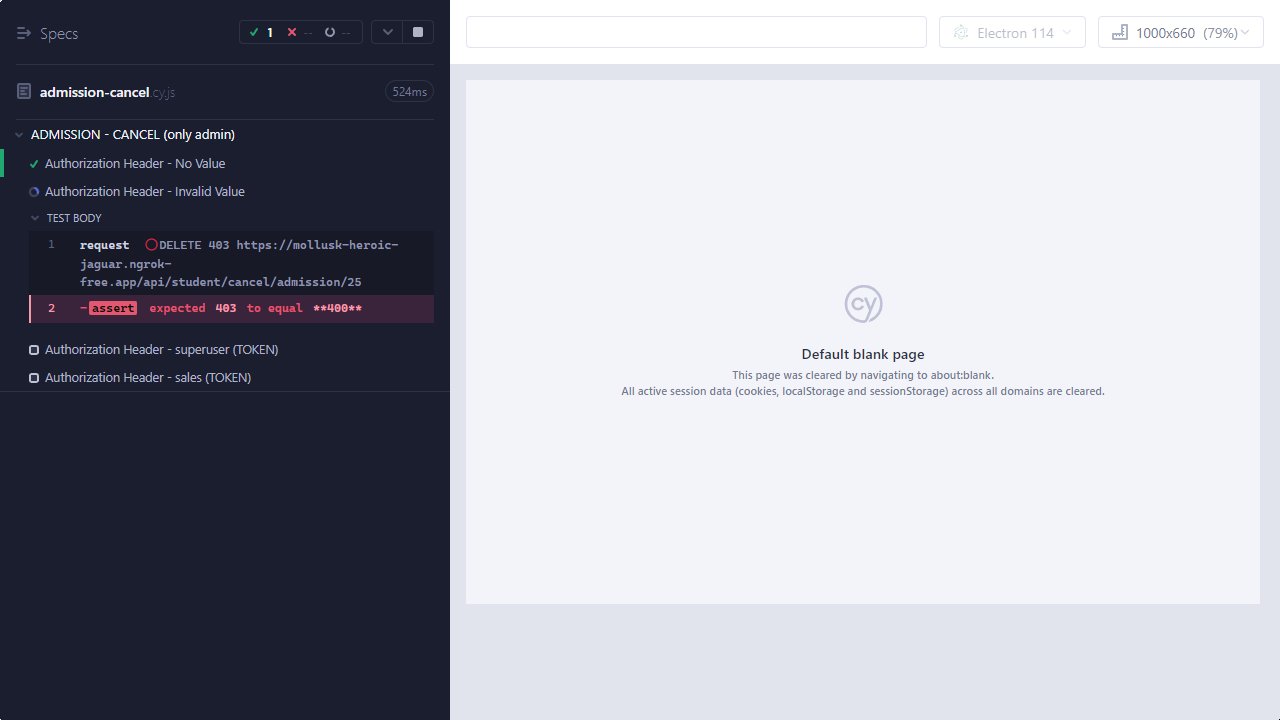 Specs
1 -- --
admission-cancel.cy.js 524ms
ADMISSION - CANCEL (only admin)
Authorization Header - No Value
Authorization Header - Invalid Value
TEST BODY
1 request DELETE 403 https://mollusk-heroic-
jaguar.ngrok-
free.app/api/student/cancel/admission/25
2 -assert expected 403 to equal **400**
Authorization Header - superuser (TOKEN)
Authorization Header - sales (TOKEN)
Electron 114
1000x660 (79%)
cy
Default blank page
This page was cleared by navigating to about:blank.
All active session data (cookies, localStorage and sessionStorage) across all domains are cleared.